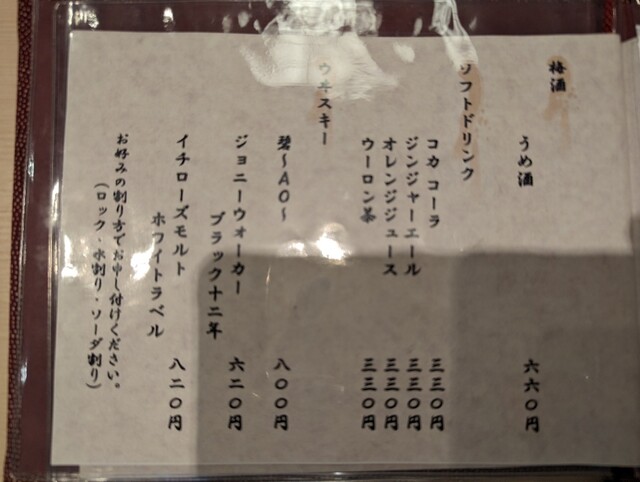 梅酒
うめ酒 六六〇円
ソフトドリンク
コカ コーラ 三三〇円
ジンジャーエール 三三〇円
オレンジジュース 三三〇円
ウーロン茶 三三〇円
ウヰスキー
碧〜AO〜 八〇〇円
ジョニーウォーカー 六二〇円
ブラック十二年
イチローズモルト 八二〇円
ホワイトラベル
お好みの割り方でお申し付けください。
(ロック・水割り・ソーダ割り)